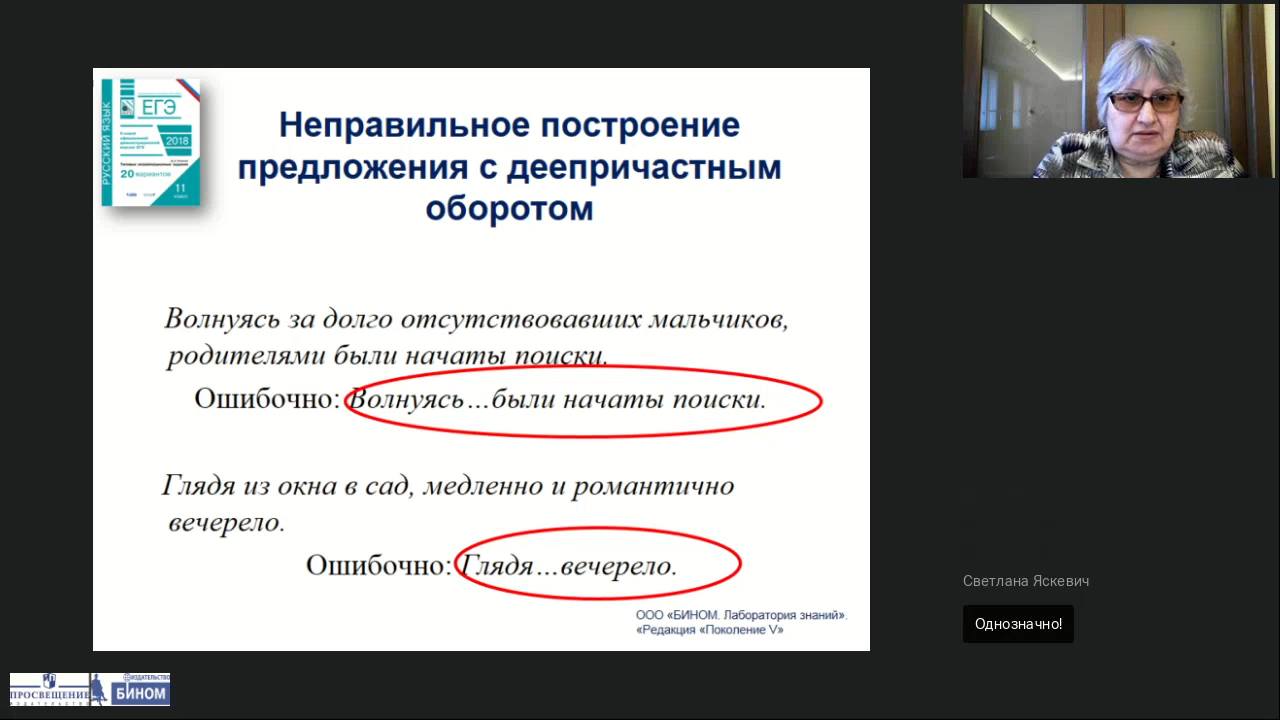 РУССКИЙ ЯЗЫК
ЕГЭ
2018
20 вариантов
11
Неправильное построение
предложения с деепричастным
оборотом
Волнуясь за долго отсутствовавших мальчиков,
родителями были начаты поиски.
Ошибочно: Волнуясь…были начаты поиски.
Глядя из окна в сад, медленно и романтично
вечерело.
Ошибочно: Глядя…вечерело.
ООО «БИНОМ. Лаборатория знаний».
«Редакция «Поколение V»
Светлана Яскевич
Однозначно!
ПРОСВЕЩЕНИЕ
ИЗДАТЕЛЬСТВО
ИЗДАТЕЛЬСТВО
БИНОМ